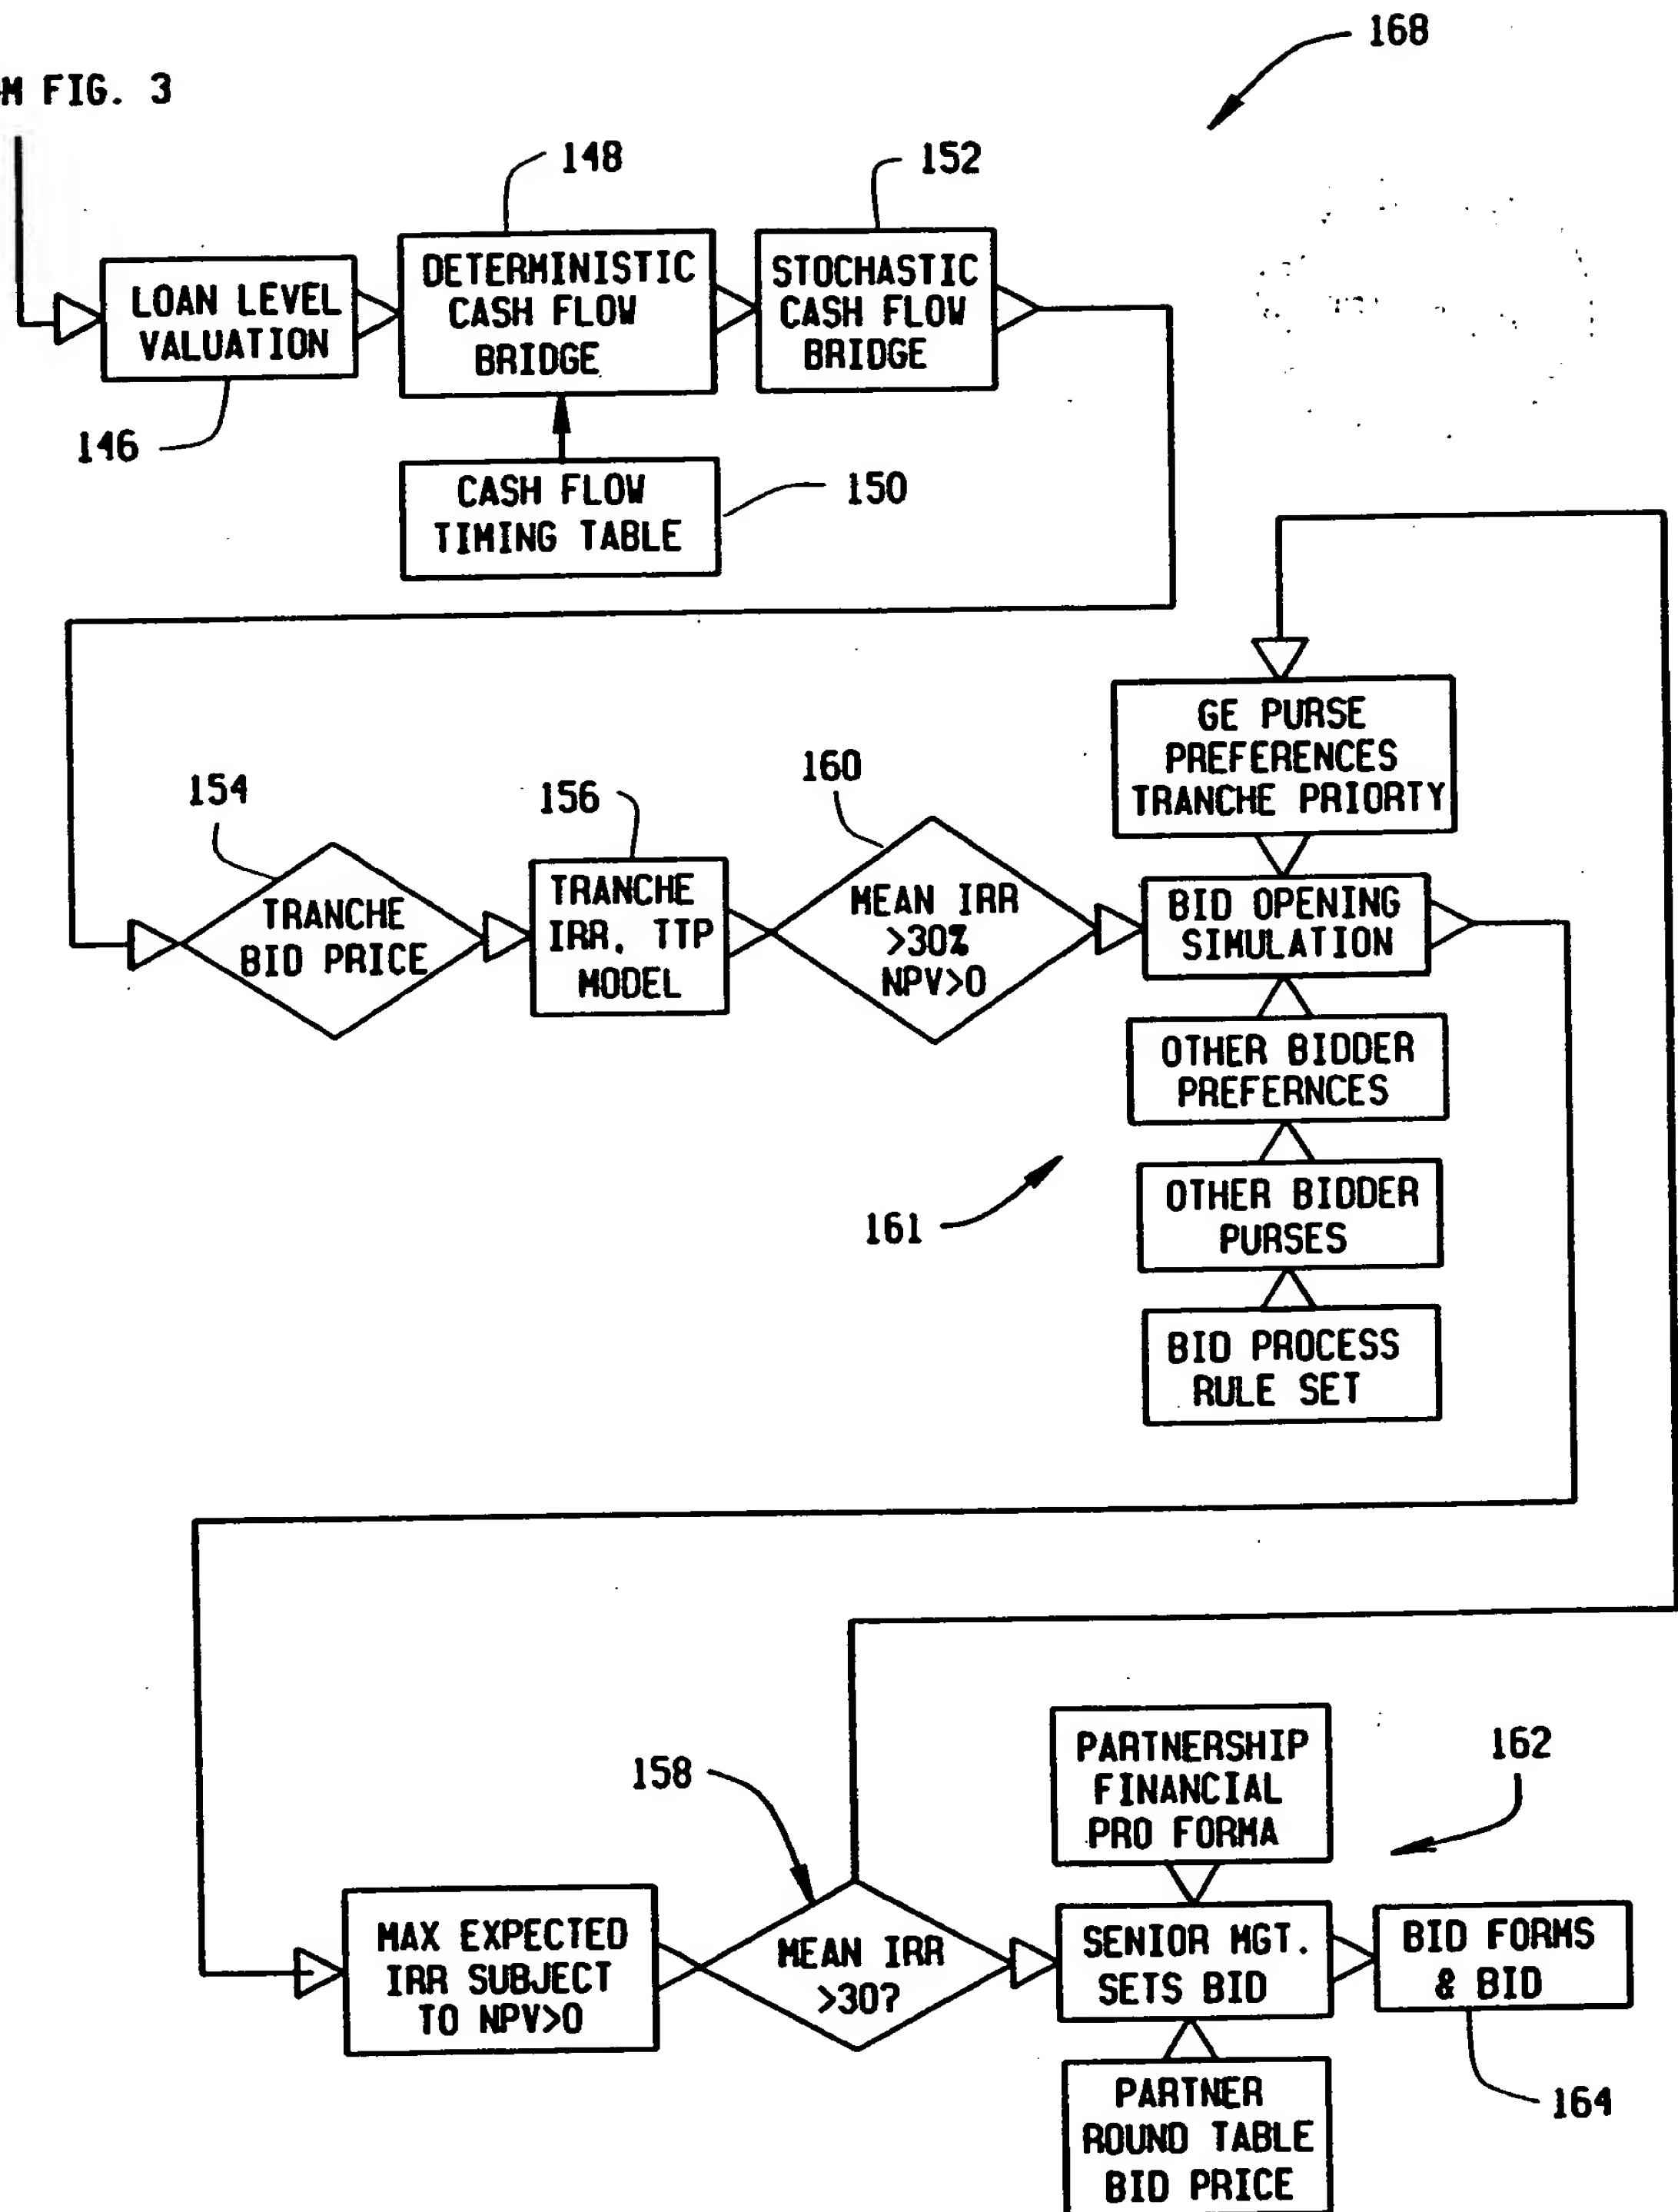 168
M FIG. 3
148
152
LOAN LEVEL
VALUATION
DETERMINISTIC
CASH FLOW
BRIDGE
STOCHASTIC
CASH FLOW
BRIDGE
146
CASH FLOW
TIMING TABLE
150
GE PURSE
PREFERENCES
TRANCHE PRIORTY
154
156
160
TRANCHE
BID PRICE
TRANCHE
IRR, TTP
MODEL
MEAN IRR
>30%
NPV>0
BID OPENING
SIMULATION
OTHER BIDDER
PREFERNCES
161
OTHER BIDDER
PURSES
BID PROCESS
RULE SET
158
PARTNERSHIP
FINANCIAL
PRO FORMA
162
MAX EXPECTED
IRR SUBJECT
TO NPV>0
MEAN IRR
>30?
SENIOR MGT.
SETS BID
BID FORMS
& BID
164
PARTNER
ROUND TABLE
BID PRICE